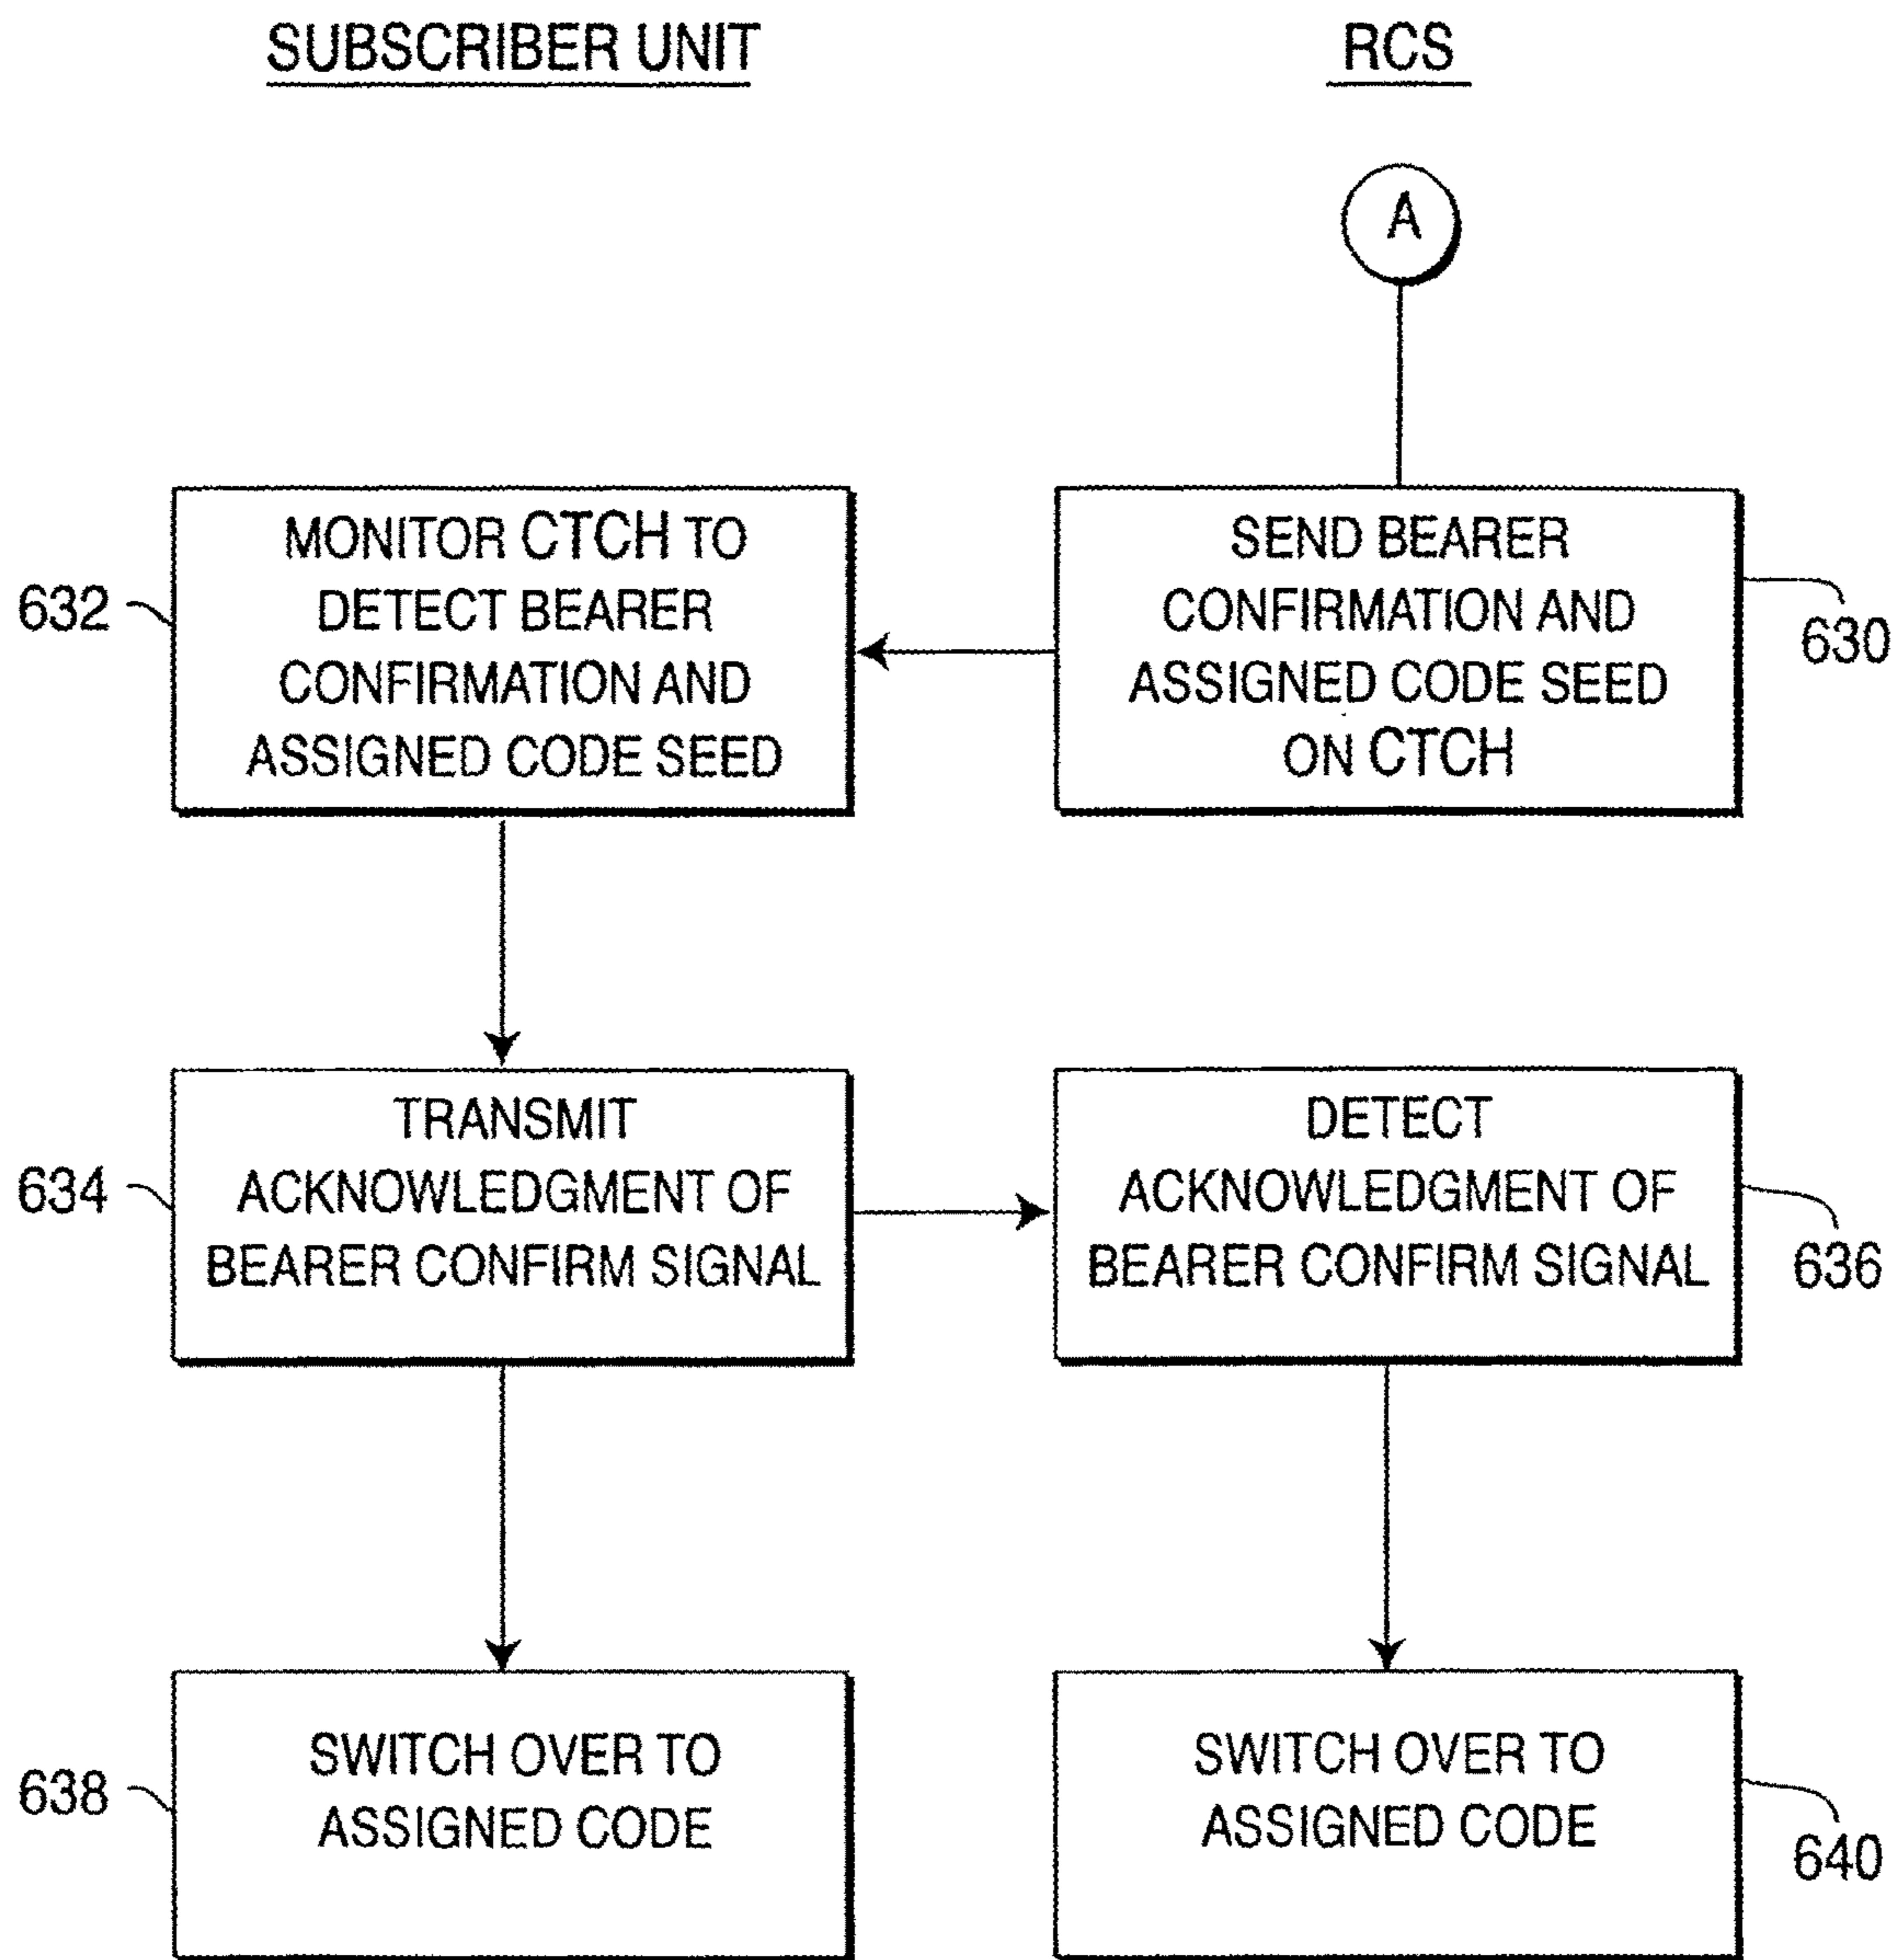 SUBSCRIBER UNIT
RCS
A
632
MONITOR CTCH TO
DETECT BEARER
CONFIRMATION AND
ASSIGNED CODE SEED
SEND BEARER
CONFIRMATION AND
ASSIGNED CODE SEED
ON CTCH
630
634
TRANSMIT
ACKNOWLEDGMENT OF
BEARER CONFIRM SIGNAL
DETECT
ACKNOWLEDGMENT OF
BEARER CONFIRM SIGNAL
636
638
SWITCH OVER TO
ASSIGNED CODE
SWITCH OVER TO
ASSIGNED CODE
640